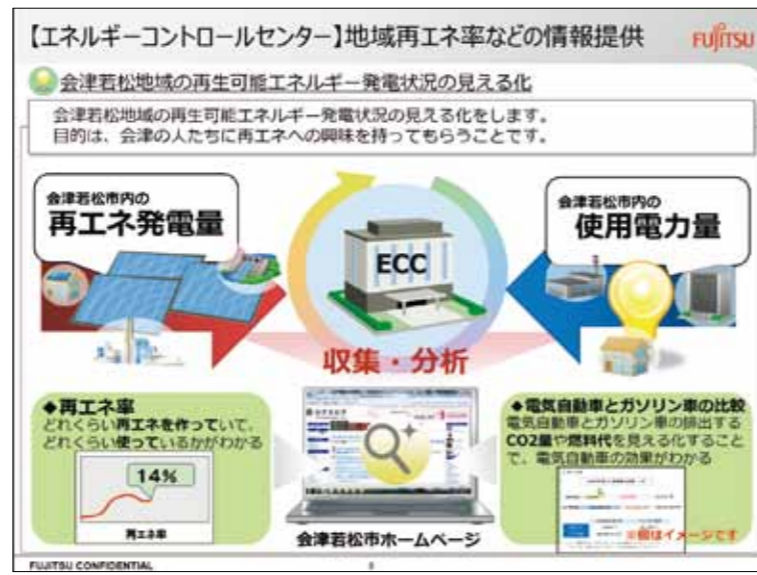 【エネルギーコントロールセンター】地域再エネ率などの情報提供
FUJITSU
会津若松地域の再生可能エネルギー発電状況の見える化
会津若松地域の再生可能エネルギー発電状況の見える化をします。
目的は、会津の人たちに再エネへの興味を持ってもらうことです。
会津若松市内の
再エネ発電量
ECC
会津若松市内の
使用電力量
収集・分析
◆再エネ率
どれくらい再エネを作っていて、
どれくらい使っているかがわかる
14%
再エネ率
会津若松市ホームページ
◆電気自動車とガソリン車の比較
電気自動車とガソリン車の排出する
CO2量や燃料代を見える化すること
で、電気自動車の効果がわかる
※図はイメージです
FUJITSU CONFIDENTIAL